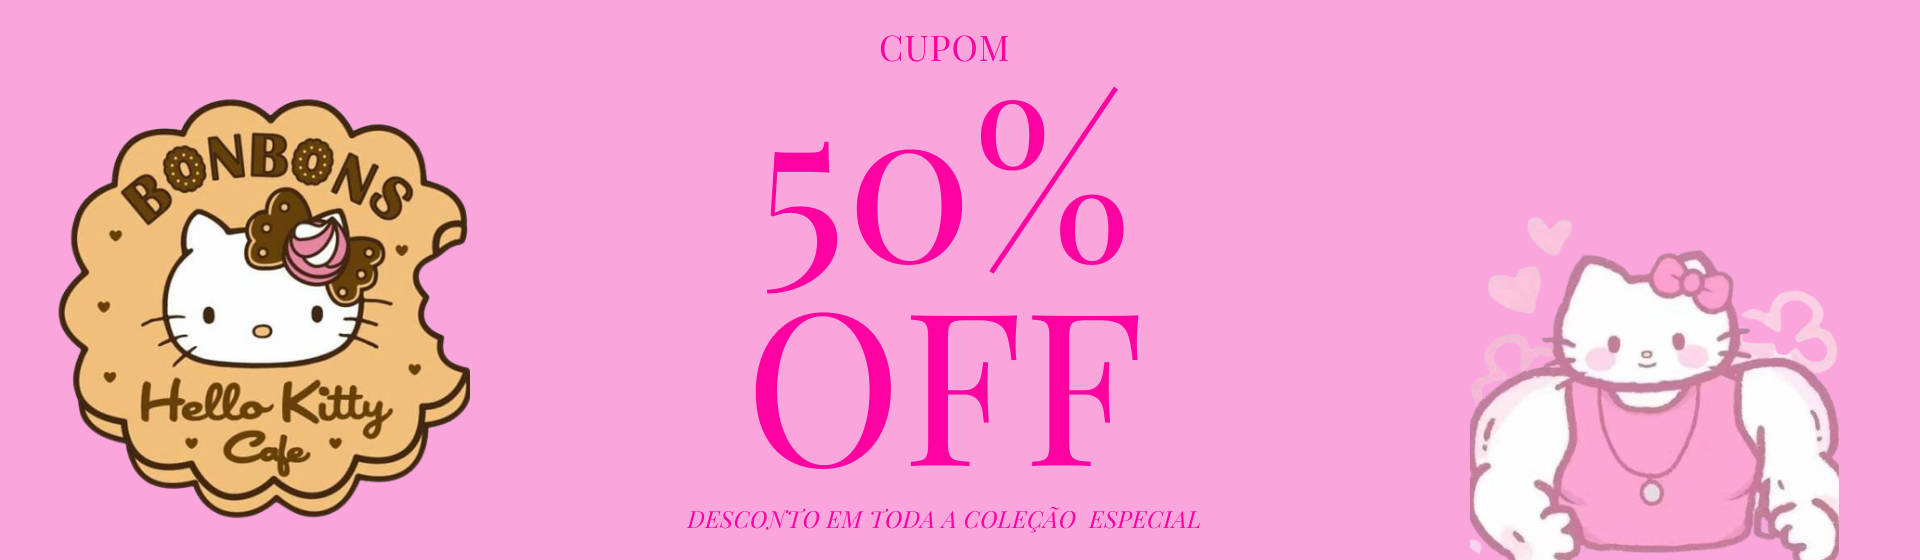 CUPOM
50%
OFF
DESCONTO EM TODA A COLEÇÃO ESPECIAL
BONBONS
Hello Kitty
Cafe